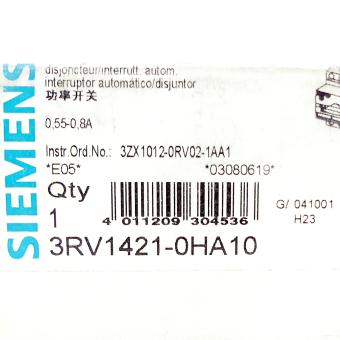 SIEMENS
disjoncteur/interrutt. autom.
interruptor automático/disjuntor
功率开关
0,55-0,8A
Instr.Ord.No.: 3ZX1012-0RV02-1AA1
*E05* *03080619*
Qty
1
4 011209 304536
G/ 041001
H23
3RV1421-0HA10